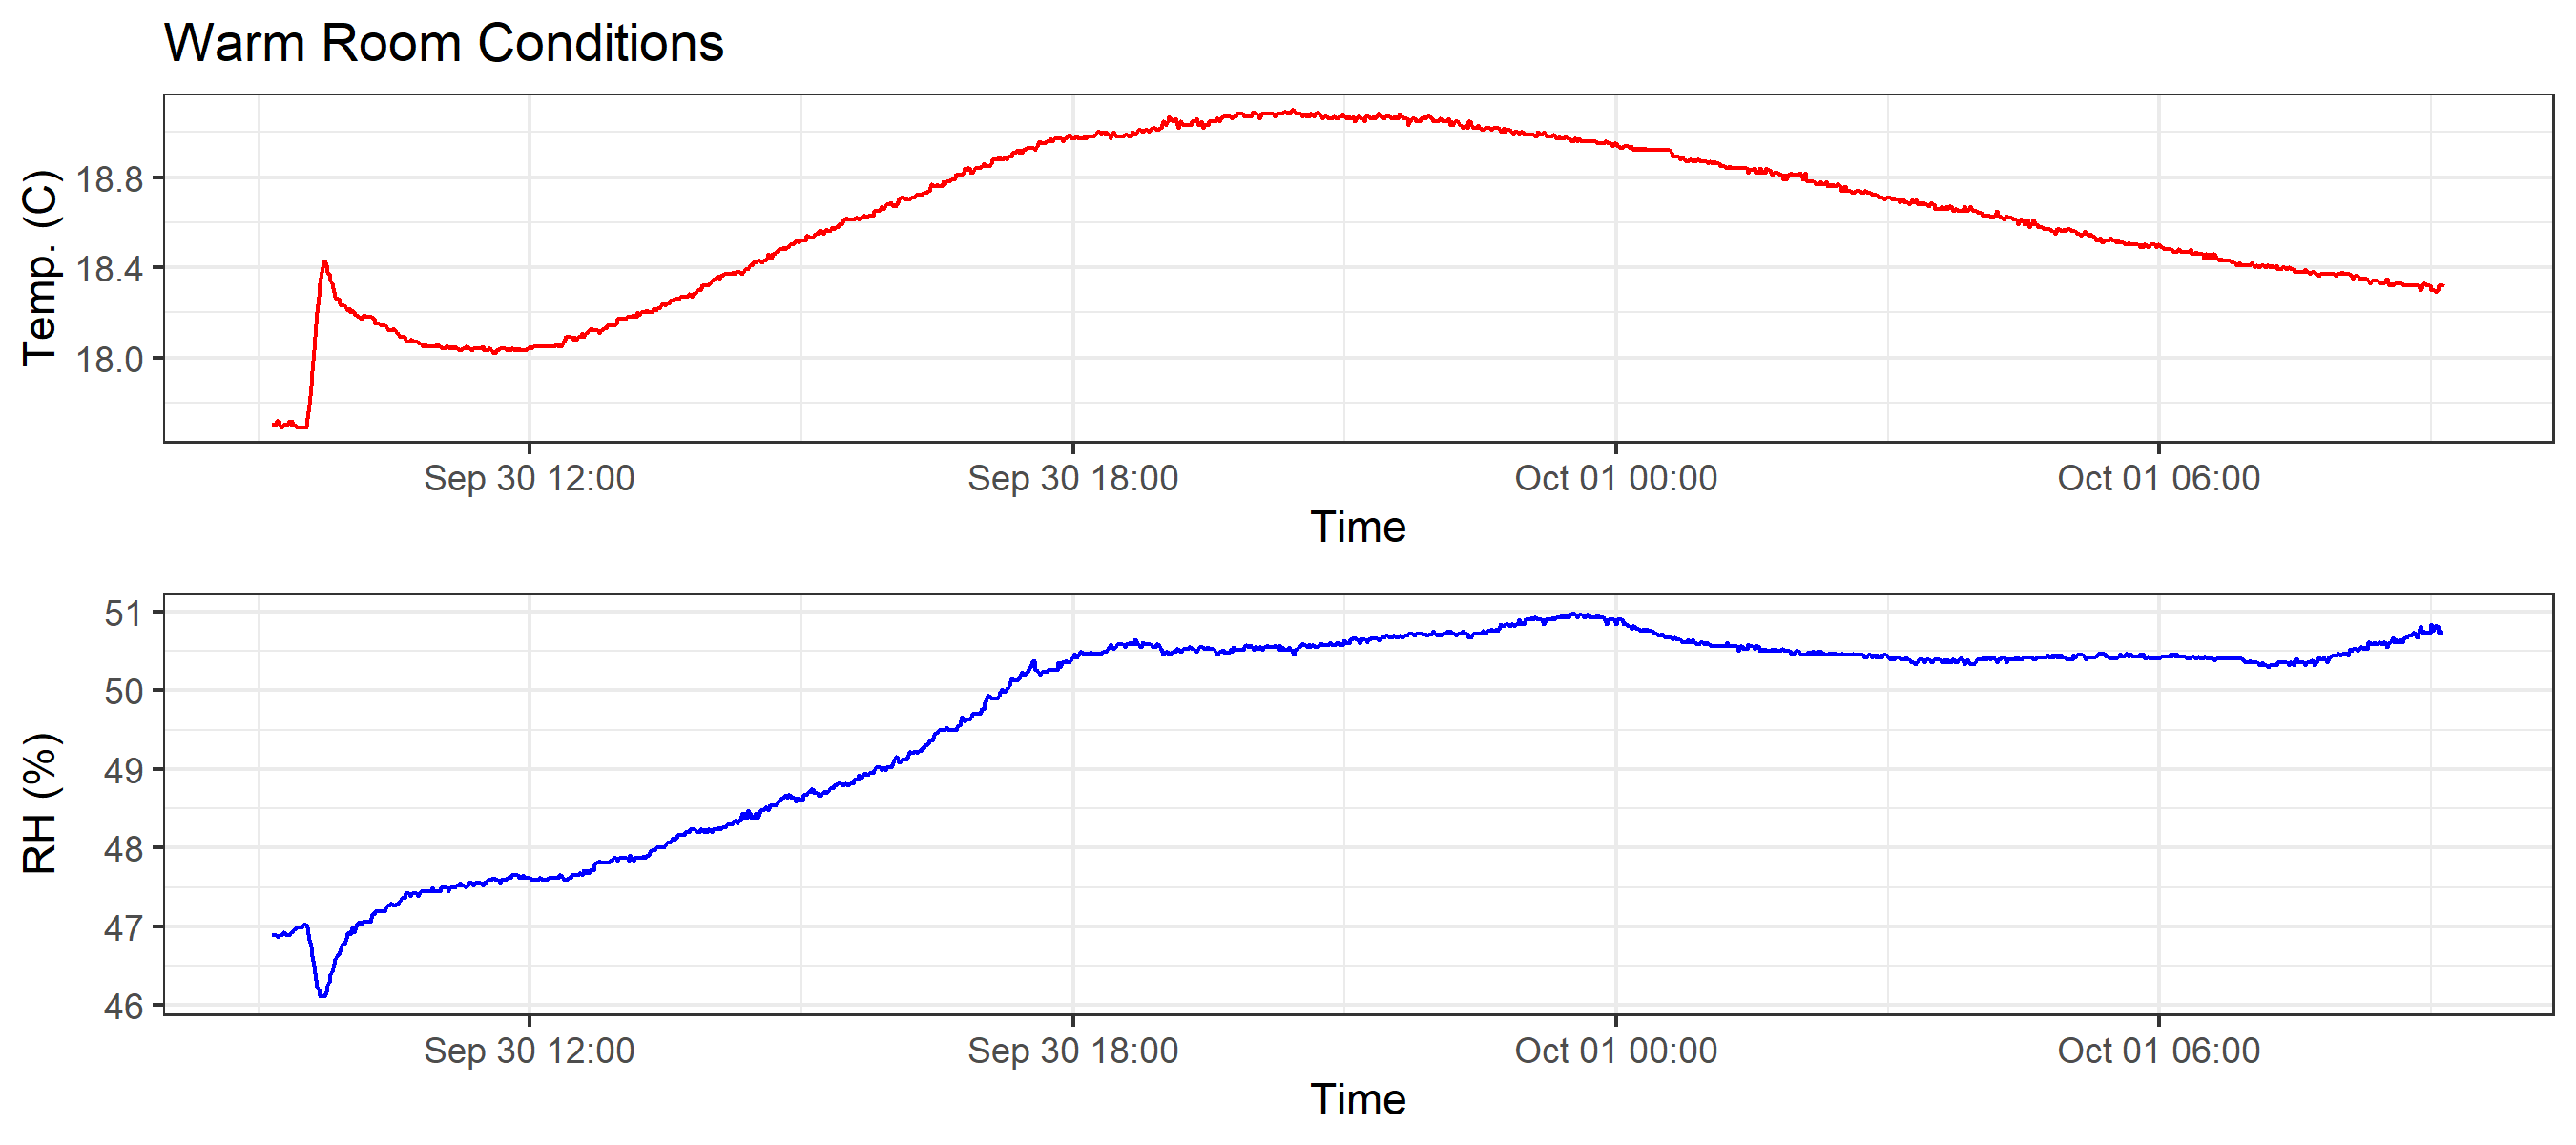 Warm Room Conditions
Temp. (C)
18.8
18.4
18.0
Sep 30 12:00 Sep 30 18:00 Oct 01 00:00 Oct 01 06:00
Time
RH (%)
51
50
49
48
47
46
Sep 30 12:00 Sep 30 18:00 Oct 01 00:00 Oct 01 06:00
Time